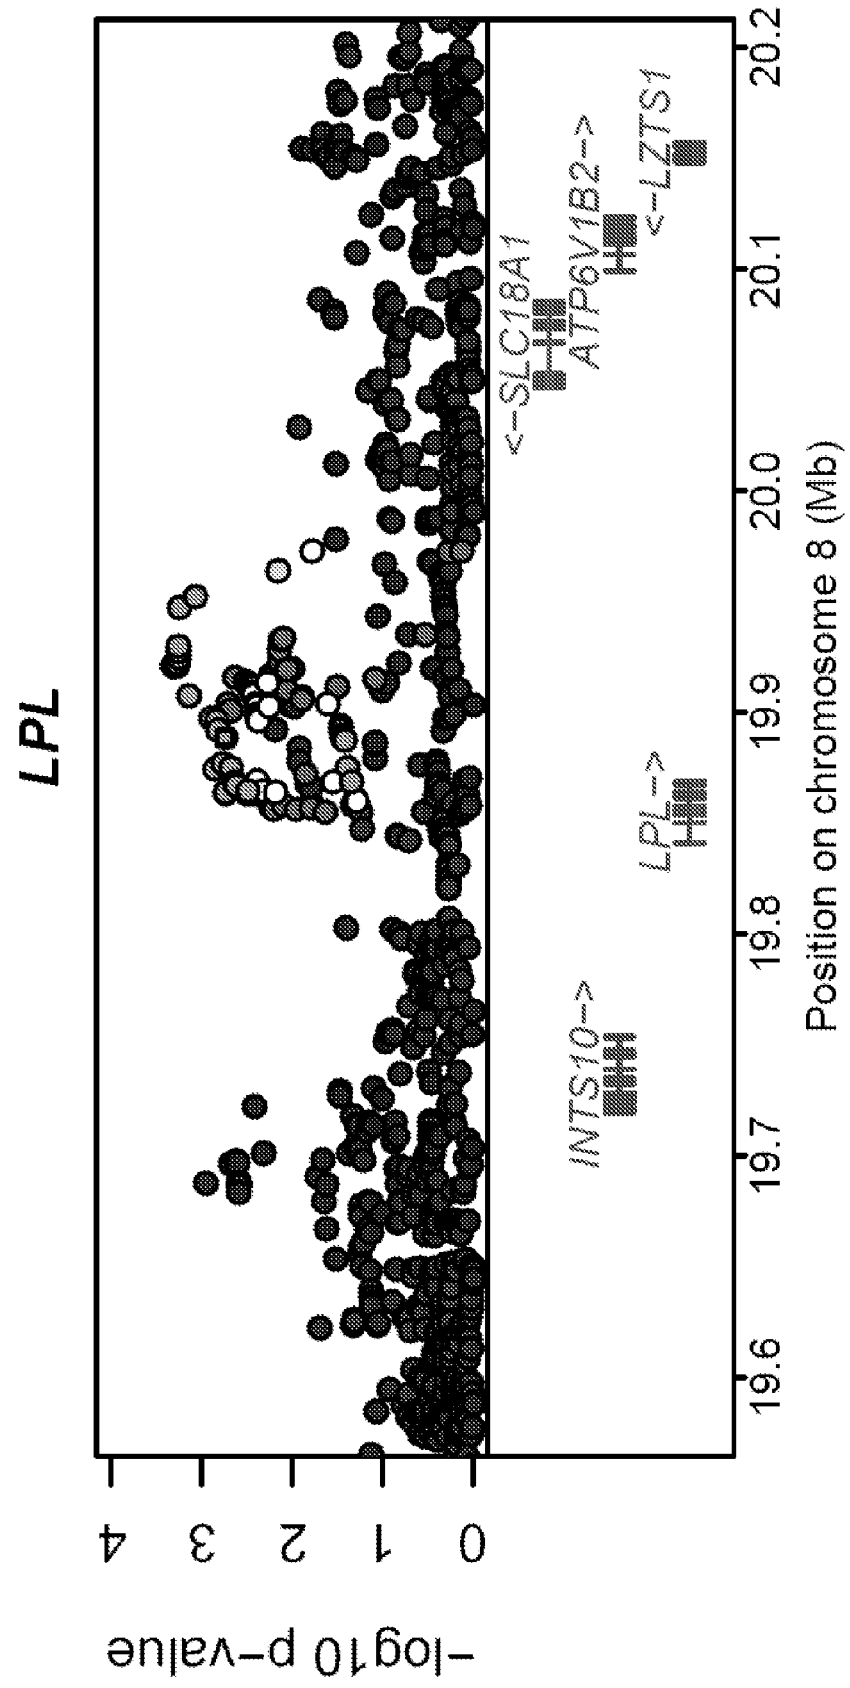 LPL
4
3
2
1
0
−log10 p−value
<−SLC18A1
ATP6V1B2−>
<−LZTS1
INTS10−>
LPL−>
19.6 19.7 19.8 19.9 20.0 20.1 20.2
Position on chromosome 8 (Mb)